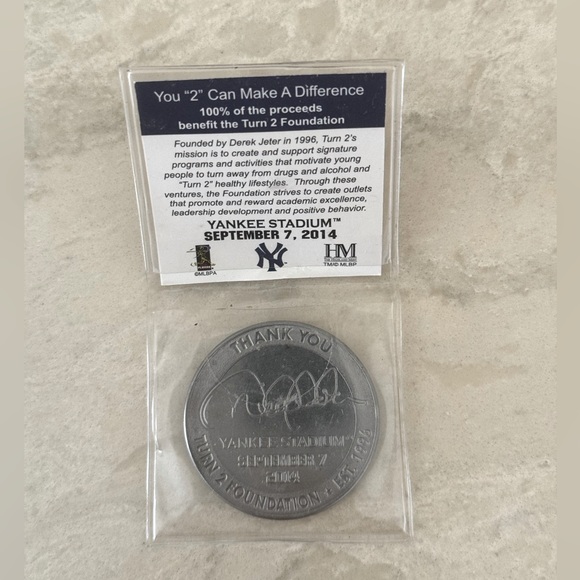 You "2" Can Make A Difference
100% of the proceeds
benefit the Turn 2 Foundation
Founded by Derek Jeter in 1996, Turn 2's
mission is to create and support signature
programs and activities that motivate young
people to turn away from drugs and alcohol and
"Turn 2" healthy lifestyles. Through these
ventures, the Foundation strives to create outlets
that promote and reward academic excellence,
leadership development and positive behavior.
YANKEE STADIUM™
SEPTEMBER 7, 2014
©MLBPA
NY
HM
TM/© MLBP
THANK YOU
YANKEE STADIUM
SEPTEMBER 7
2014
TURN 2 FOUNDATION • EST. 1996